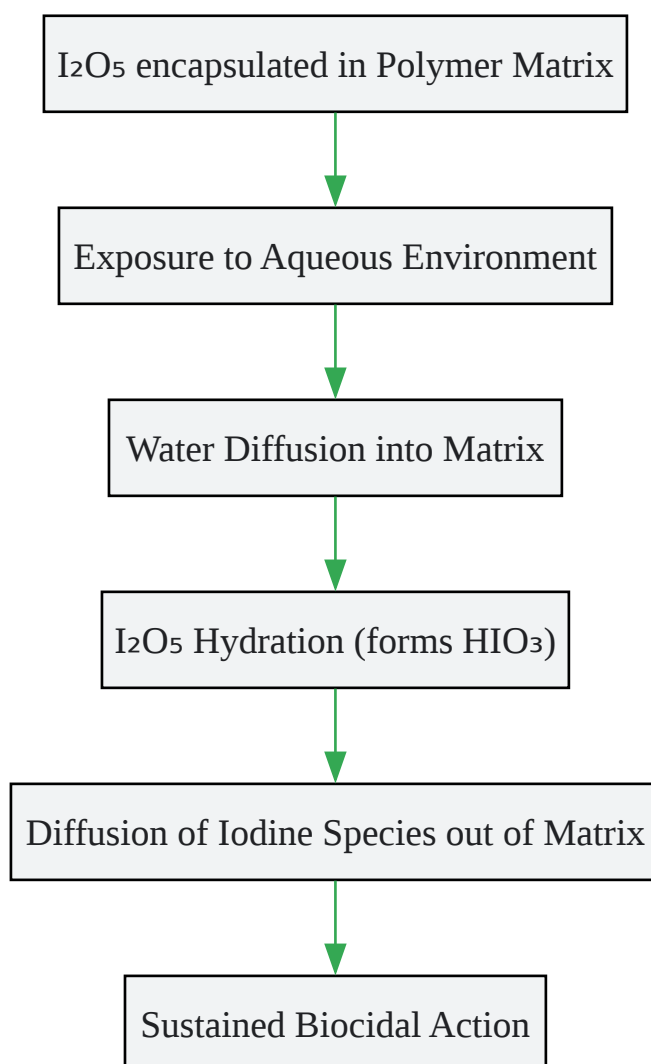 I₂O₅ encapsulated in Polymer Matrix
Exposure to Aqueous Environment
Water Diffusion into Matrix
I₂O₅ Hydration (forms HIO₃)
Diffusion of Iodine Species out of Matrix
Sustained Biocidal Action